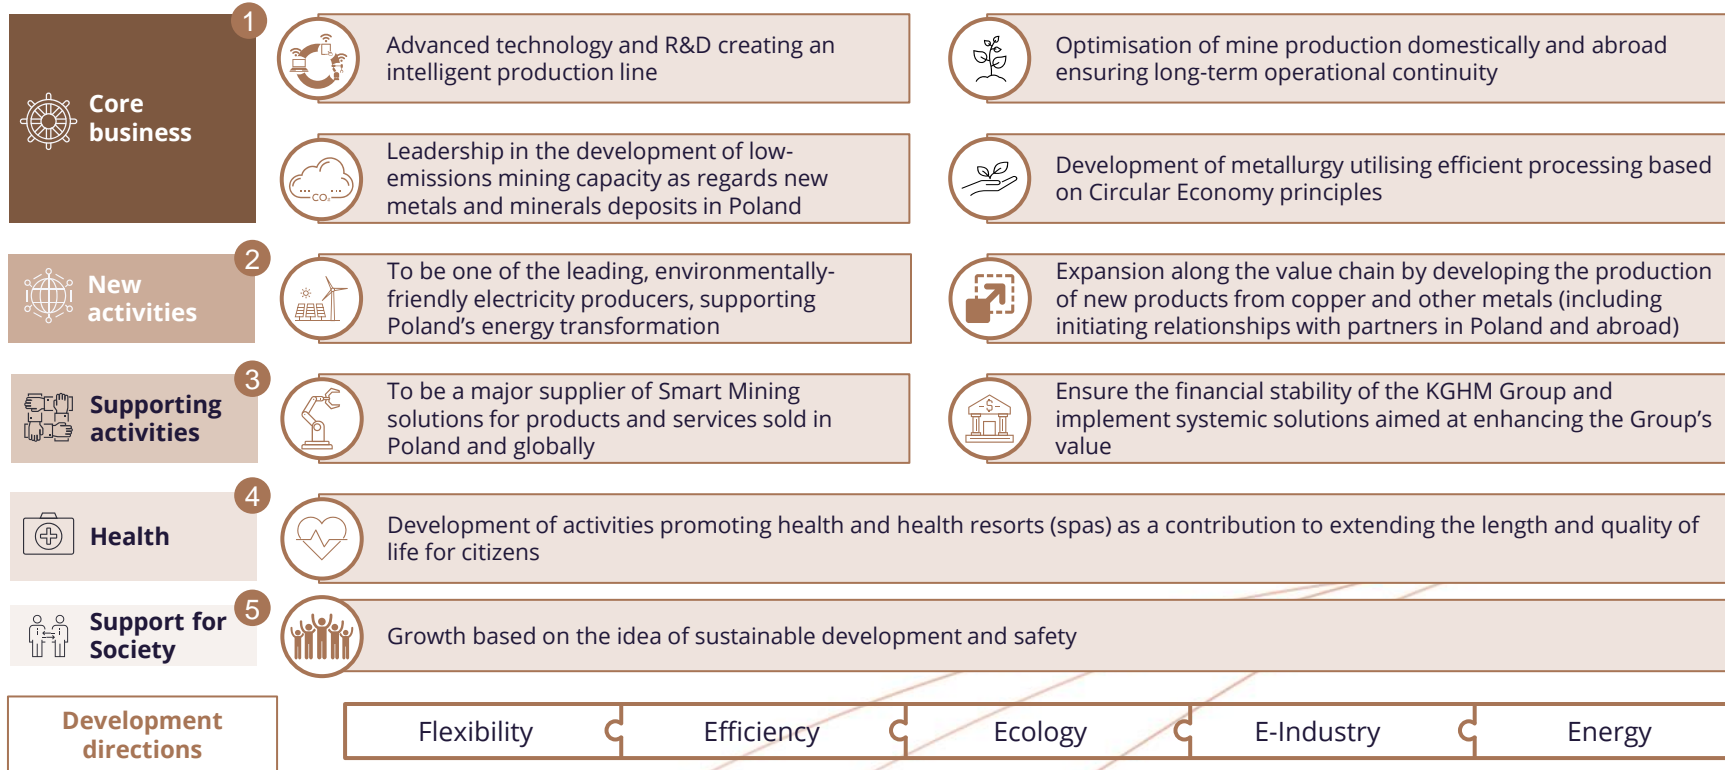 1
Core
business
Advanced technology and R&D creating an
intelligent production line
Optimisation of mine production domestically and abroad
ensuring long-term operational continuity
CO₂
Leadership in the development of low-
emissions mining capacity as regards new
metals and minerals deposits in Poland
Development of metallurgy utilising efficient processing based
on Circular Economy principles
2
New
activities
To be one of the leading, environmentally-
friendly electricity producers, supporting
Poland's energy transformation
Expansion along the value chain by developing the production
of new products from copper and other metals (including
initiating relationships with partners in Poland and abroad)
3
Supporting
activities
To be a major supplier of Smart Mining
solutions for products and services sold in
Poland and globally
-$-
Ensure the financial stability of the KGHM Group and
implement systemic solutions aimed at enhancing the Group's
value
4
Health
Development of activities promoting health and health resorts (spas) as a contribution to extending the length and quality of
life for citizens
5
Support for
Society
Growth based on the idea of sustainable development and safety
Development
directions
Flexibility
Efficiency
Ecology
E-Industry
Energy